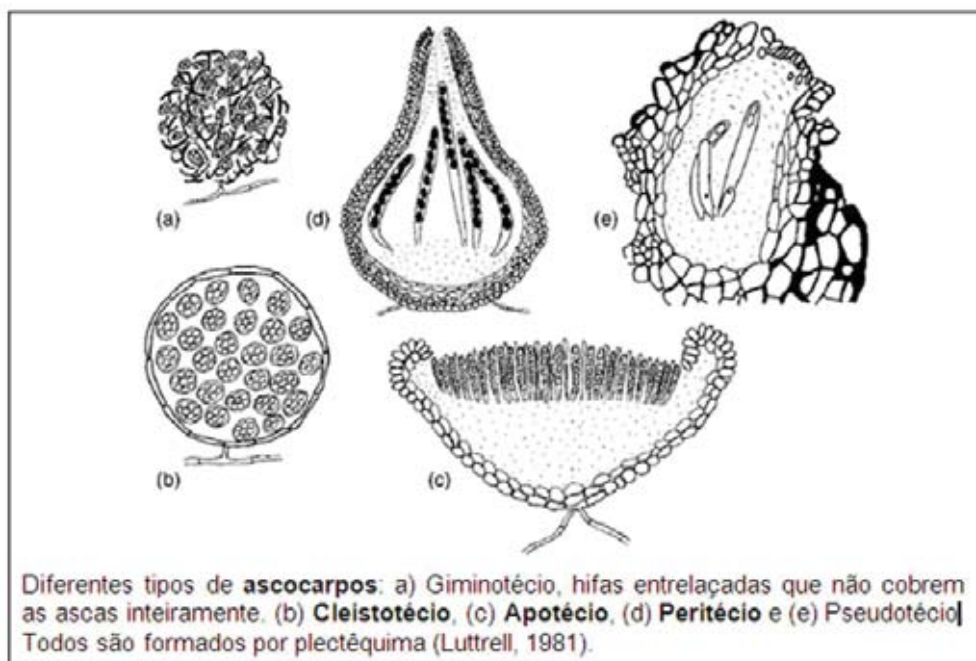 (a)
(d)
(e)
(b)
(c)
Diferentes tipos de ascocarpos: a) Giminotécio, hifas entrelaçadas que não cobrem
as ascas inteiramente. (b) Cleistotécio, (c) Apotécio, (d) Peritécio e (e) Pseudotécio
Todos são formados por plectêquima (Luttrell, 1981).